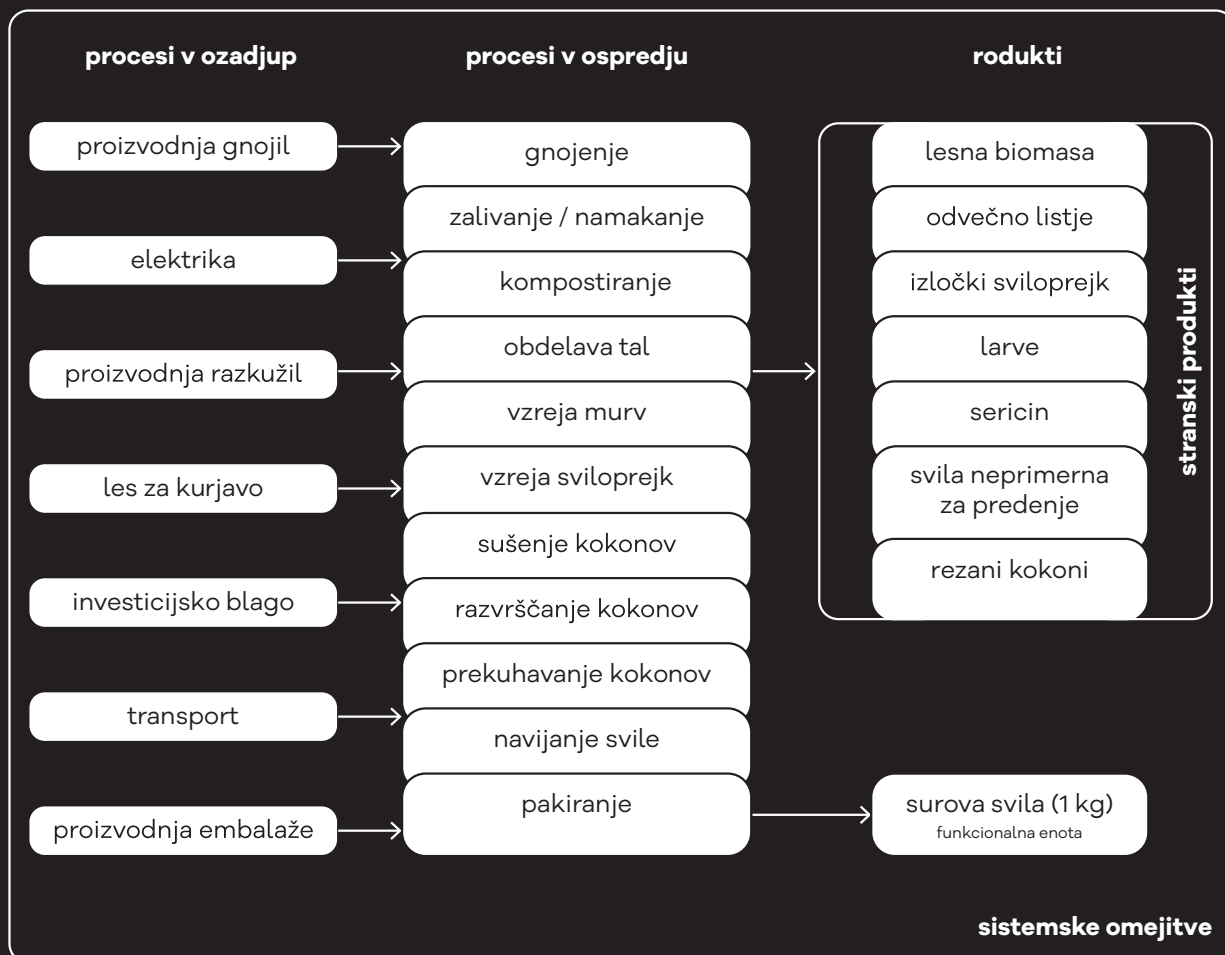 procesi v ozadjup
procesi v ospredju
rodukti
proizvodnja gnojil
elektrika
proizvodnja razkužil
les za kurjavo
investicijsko blago
transport
proizvodnja embalaže
gnojenje
zalivanje / namakanje
kompostiranje
obdelava tal
vzreja murv
vzreja sviloprejk
sušenje kokonov
razvrščanje kokonov
prekuhavanje kokonov
navijanje svile
pakiranje
lesna biomasa
odvečno listje
izločki sviloprejk
larve
sericin
svila neprimerna
za predenje
rezani kokoni
stranski produkti
surova svila (1 kg)
funkcionalna enota
sistemske omejitve